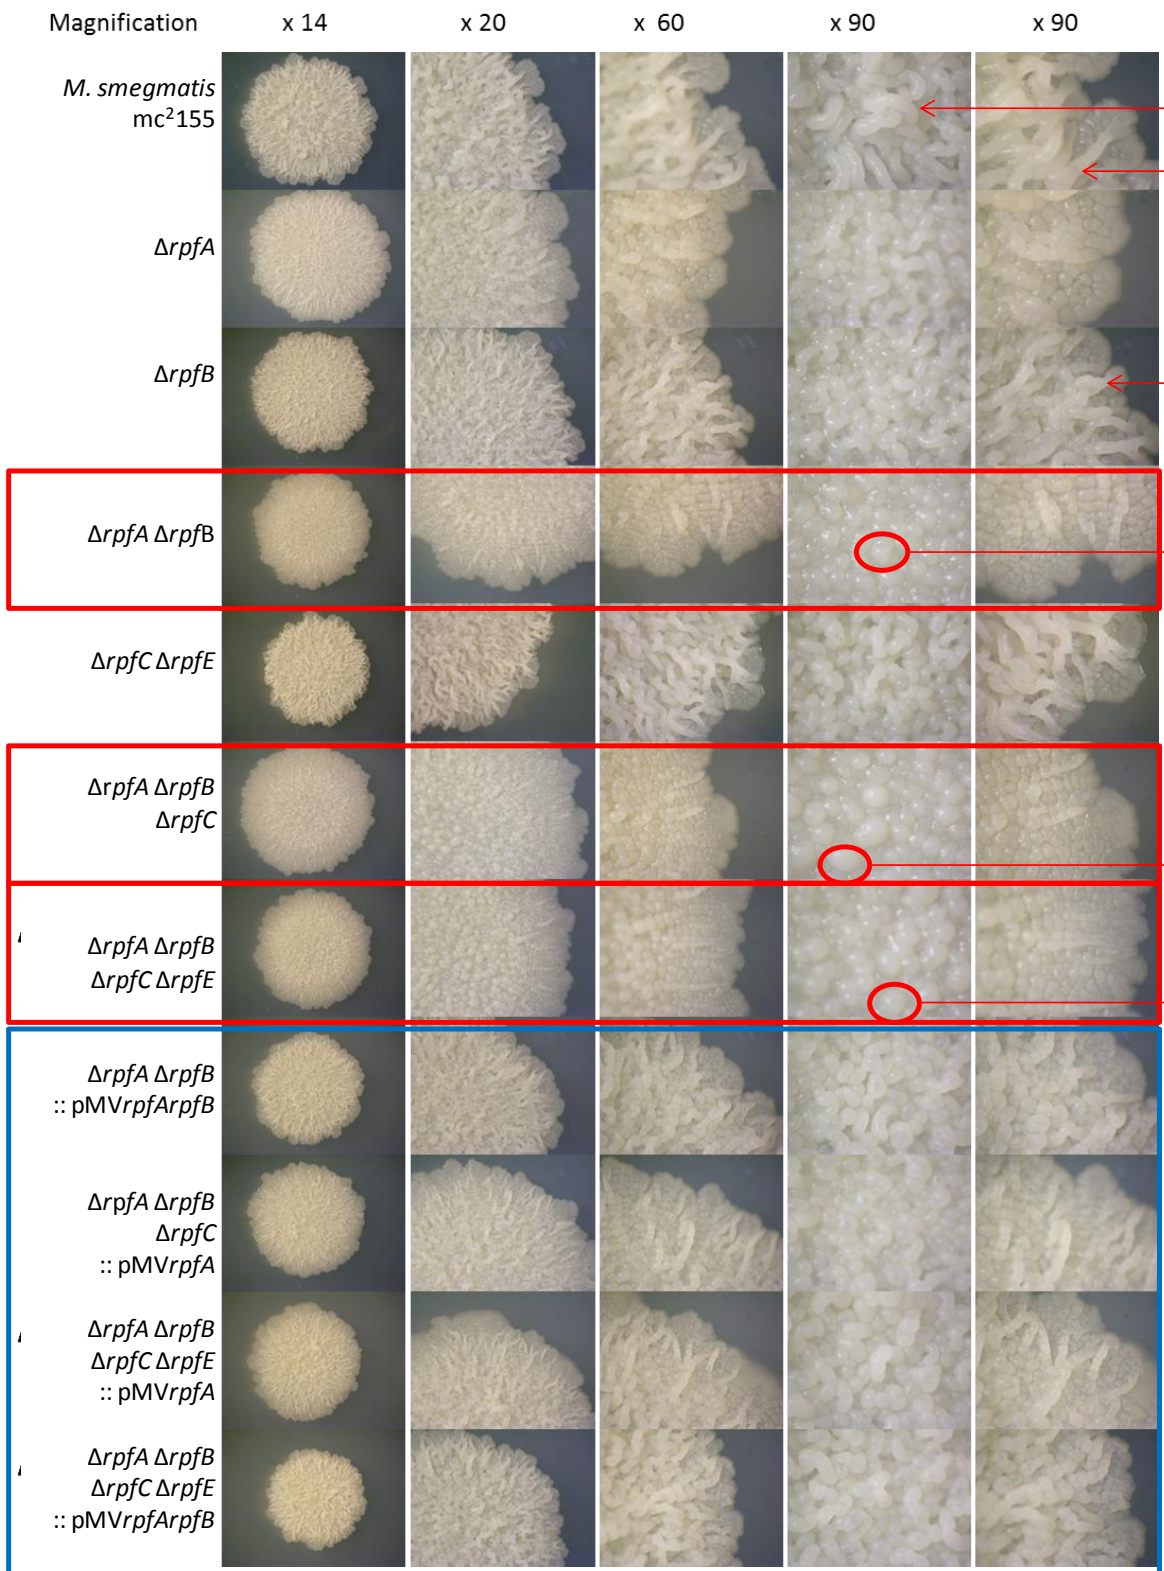 Magnification x 14 x 20 x 60 x 90 x 90
M. smegmatis
mc²155
ΔrpfA
ΔrpfB
ΔrpfA ΔrpfB
ΔrpfC ΔrpfE
ΔrpfA ΔrpfB
ΔrpfC
ΔrpfA ΔrpfB
ΔrpfC ΔrpfE
ΔrpfA ΔrpfB
:: pMVrpfArpfB
ΔrpfA ΔrpfB
ΔrpfC
:: pMVrpfA
ΔrpfA ΔrpfB
ΔrpfC ΔrpfE
:: pMVrpfA
ΔrpfA ΔrpfB
ΔrpfC ΔrpfE
:: pMVrpfArpfB